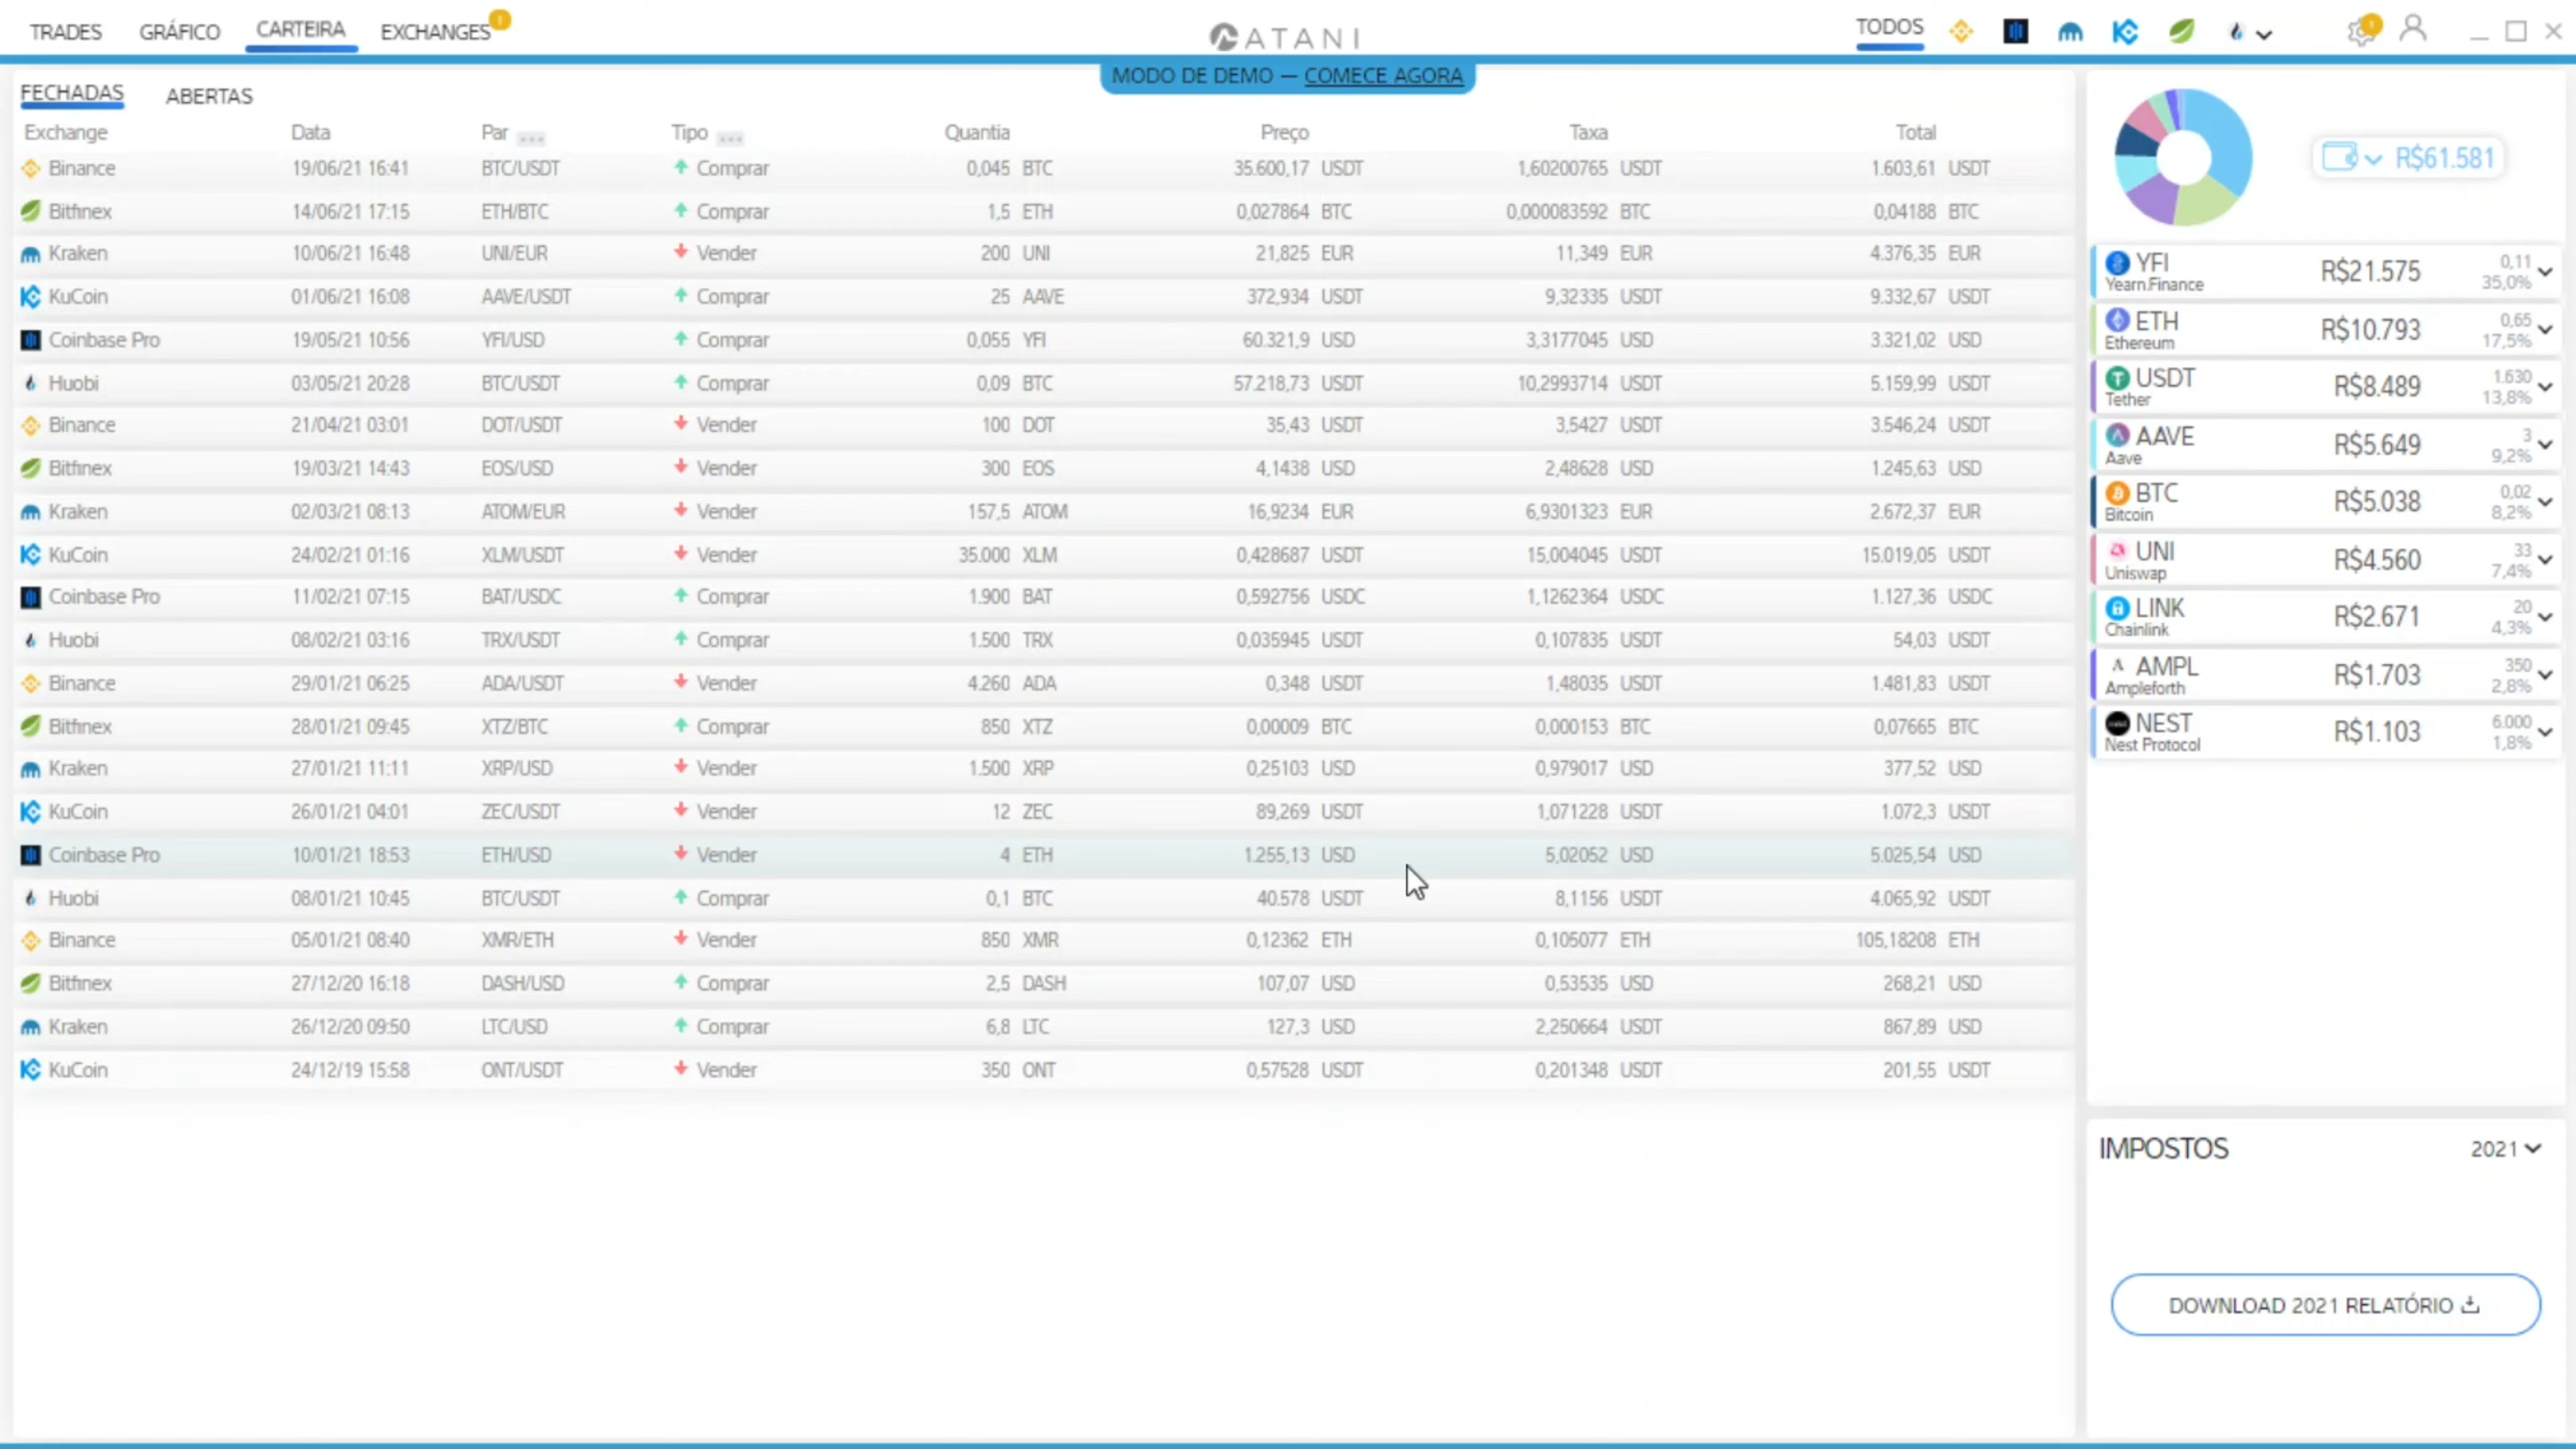 TRADES GRÁFICO CARTEIRA EXCHANGES ! ATANI TODOS !
MODO DE DEMO — COMECE AGORA
FECHADAS ABERTAS
Exchange Data Par ... Tipo ... Quantia Preço Taxa Total
Binance 19/06/21 16:41 BTC/USDT Comprar 0,045 BTC 35.600,17 USDT 1,60200765 USDT 1.603,61 USDT
Bitfinex 14/06/21 17:15 ETH/BTC Comprar 1,5 ETH 0,027864 BTC 0,000083592 BTC 0,04188 BTC
Kraken 10/06/21 16:48 UNI/EUR Vender 200 UNI 21,825 EUR 11,349 EUR 4.376,35 EUR
KuCoin 01/06/21 16:08 AAVE/USDT Comprar 25 AAVE 372,934 USDT 9,32335 USDT 9.332,67 USDT
Coinbase Pro 19/05/21 10:56 YFI/USD Comprar 0,055 YFI 60.321,9 USD 3,3177045 USD 3.321,02 USD
Huobi 03/05/21 20:28 BTC/USDT Comprar 0,09 BTC 57.218,73 USDT 10,2993714 USDT 5.159,99 USDT
Binance 21/04/21 03:01 DOT/USDT Vender 100 DOT 35,43 USDT 3,5427 USDT 3.546,24 USDT
Bitfinex 19/03/21 14:43 EOS/USD Vender 300 EOS 4,1438 USD 2,48628 USD 1.245,63 USD
Kraken 02/03/21 08:13 ATOM/EUR Vender 157,5 ATOM 16,9234 EUR 6,9301323 EUR 2.672,37 EUR
KuCoin 24/02/21 01:16 XLM/USDT Vender 35.000 XLM 0,428687 USDT 15,004045 USDT 15.019,05 USDT
Coinbase Pro 11/02/21 07:15 BAT/USDC Comprar 1.900 BAT 0,592756 USDC 1,1262364 USDC 1.127,36 USDC
Huobi 08/02/21 03:16 TRX/USDT Comprar 1.500 TRX 0,035945 USDT 0,107835 USDT 54,03 USDT
Binance 29/01/21 06:25 ADA/USDT Vender 4.260 ADA 0,348 USDT 1,48035 USDT 1.481,83 USDT
Bitfinex 28/01/21 09:45 XTZ/BTC Comprar 850 XTZ 0,00009 BTC 0,000153 BTC 0,07665 BTC
Kraken 27/01/21 11:11 XRP/USD Vender 1.500 XRP 0,25103 USD 0,979017 USD 377,52 USD
KuCoin 26/01/21 04:01 ZEC/USDT Vender 12 ZEC 89,269 USDT 1,071228 USDT 1.072,3 USDT
Coinbase Pro 10/01/21 18:53 ETH/USD Vender 4 ETH 1.255,13 USD 5,02052 USD 5.025,54 USD
Huobi 08/01/21 10:45 BTC/USDT Comprar 0,1 BTC 40.578 USDT 8,1156 USDT 4.065,92 USDT
Binance 05/01/21 08:40 XMR/ETH Vender 850 XMR 0,12362 ETH 0,105077 ETH 105,18208 ETH
Bitfinex 27/12/20 16:18 DASH/USD Comprar 2,5 DASH 107,07 USD 0,53535 USD 268,21 USD
Kraken 26/12/20 09:50 LTC/USD Comprar 6,8 LTC 127,3 USD 2,250664 USDT 867,89 USD
KuCoin 24/12/19 15:58 ONT/USDT Vender 350 ONT 0,57528 USDT 0,201348 USDT 201,55 USDT
R$61.581
YFI R$21.575 0,11
Yearn.Finance 35,0%
ETH R$10.793 0,65
Ethereum 17,5%
USDT R$8.489 1.630
Tether 13,8%
AAVE R$5.649 3
Aave 9,2%
BTC R$5.038 0,02
Bitcoin 8,2%
UNI R$4.560 33
Uniswap 7,4%
LINK R$2.671 20
Chainlink 4,3%
AMPL R$1.703 350
Ampleforth 2,8%
NEST R$1.103 6.000
Nest Protocol 1,8%
IMPOSTOS 2021
DOWNLOAD 2021 RELATÓRIO